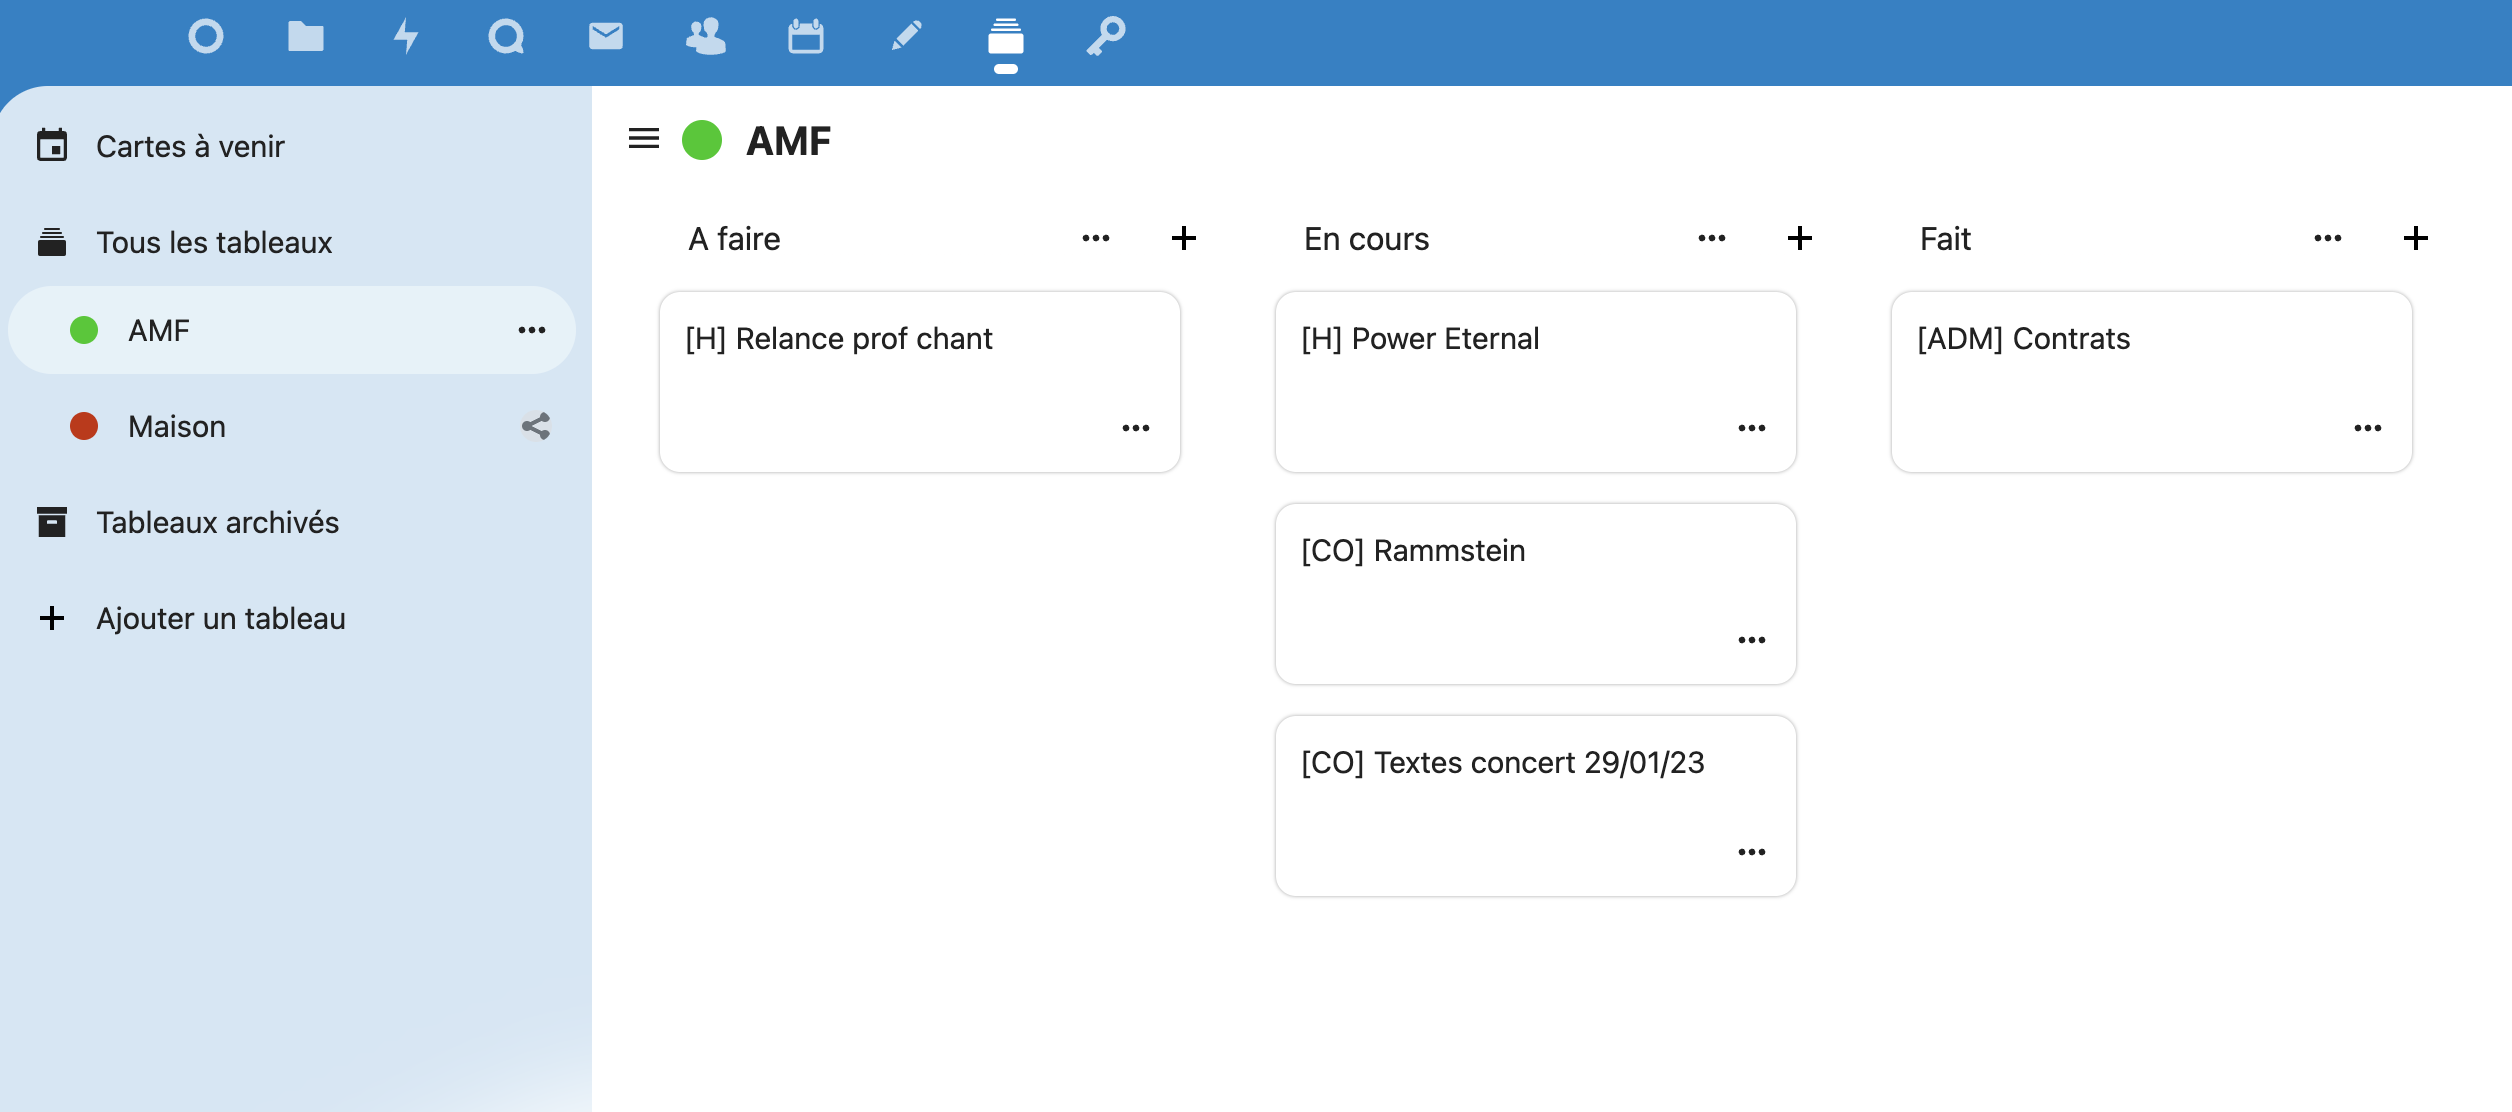 Cartes à venir
Tous les tableaux
AMF
Maison
Tableaux archivés
Ajouter un tableau
AMF
A faire
[H] Relance prof chant
En cours
[H] Power Eternal
[CO] Rammstein
[CO] Textes concert 29/01/23
Fait
[ADM] Contrats